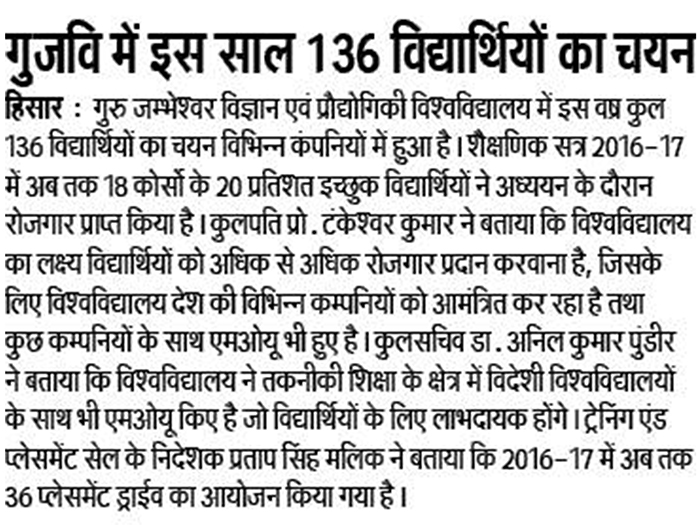 गुजवि में इस साल 136 विद्यार्थियों का चयन
हिसार : गुरु जम्भेश्वर विज्ञान एवं प्रौद्योगिकी विश्वविद्यालय में इस वष्र कुल
136 विद्यार्थियों का चयन विभिन्न कंपनियों में हुआ है। शैक्षणिक सत्र 2016-17
में अब तक 18 कोर्सो के 20 प्रतिशत इच्छुक विद्यार्थियों ने अध्ययन के दौरान
रोजगार प्राप्त किया है। कुलपति प्रो. टंकेश्वर कुमार ने बताया कि विश्वविद्यालय
का लक्ष्य विद्यार्थियों को अधिक से अधिक रोजगार प्रदान करवाना है, जिसके
लिए विश्वविद्यालय देश की विभिन्न कम्पनियों को आमंत्रित कर रहा है तथा
कुछ कम्पनियों के साथ एमओयू भी हुए है। कुलसचिव डा. अनिल कुमार पुंडीर
ने बताया कि विश्वविद्यालय ने तकनीकी शिक्षा के क्षेत्र में विदेशी विश्वविद्यालयों
के साथ भी एमओयू किए है जो विद्यार्थियों के लिए लाभदायक होंगे। ट्रेनिंग एंड
प्लेसमेंट सेल के निदेशक प्रताप सिंह मलिक ने बताया कि 2016-17 में अब तक
36 प्लेसमेंट ड्राईव का आयोजन किया गया है।